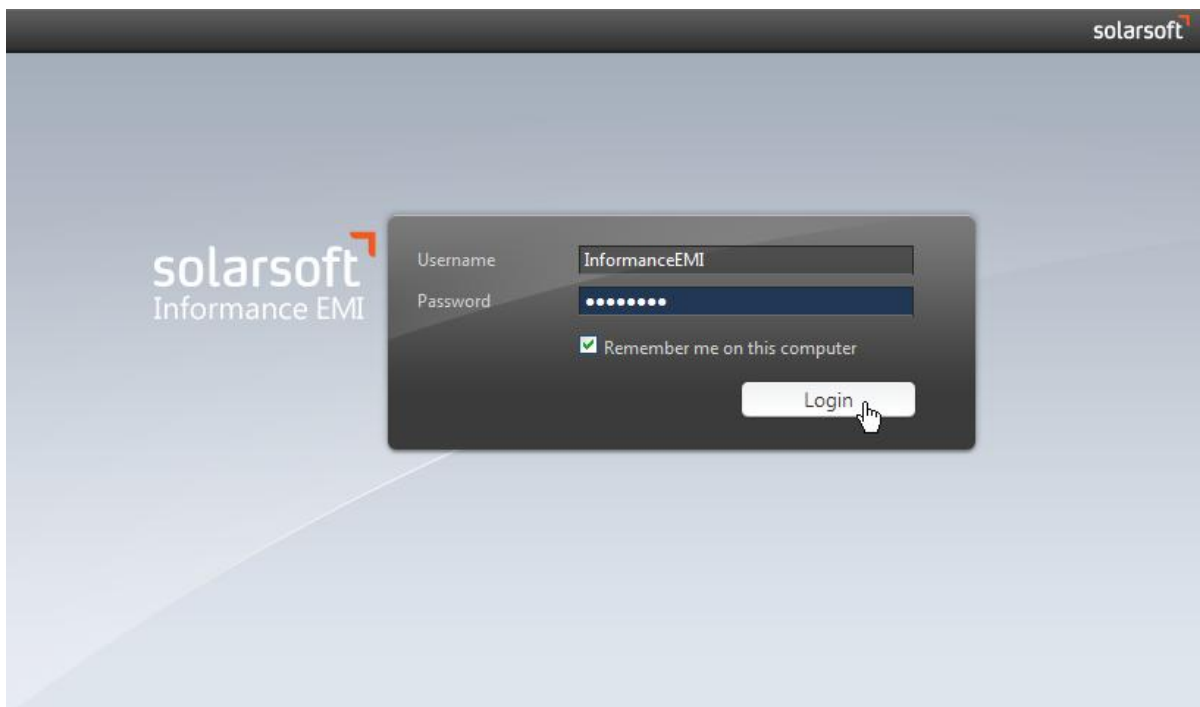 solarsoft
solarsoft
Informance EMI
Username InformanceEMI
Password ••••••••
Remember me on this computer
Login